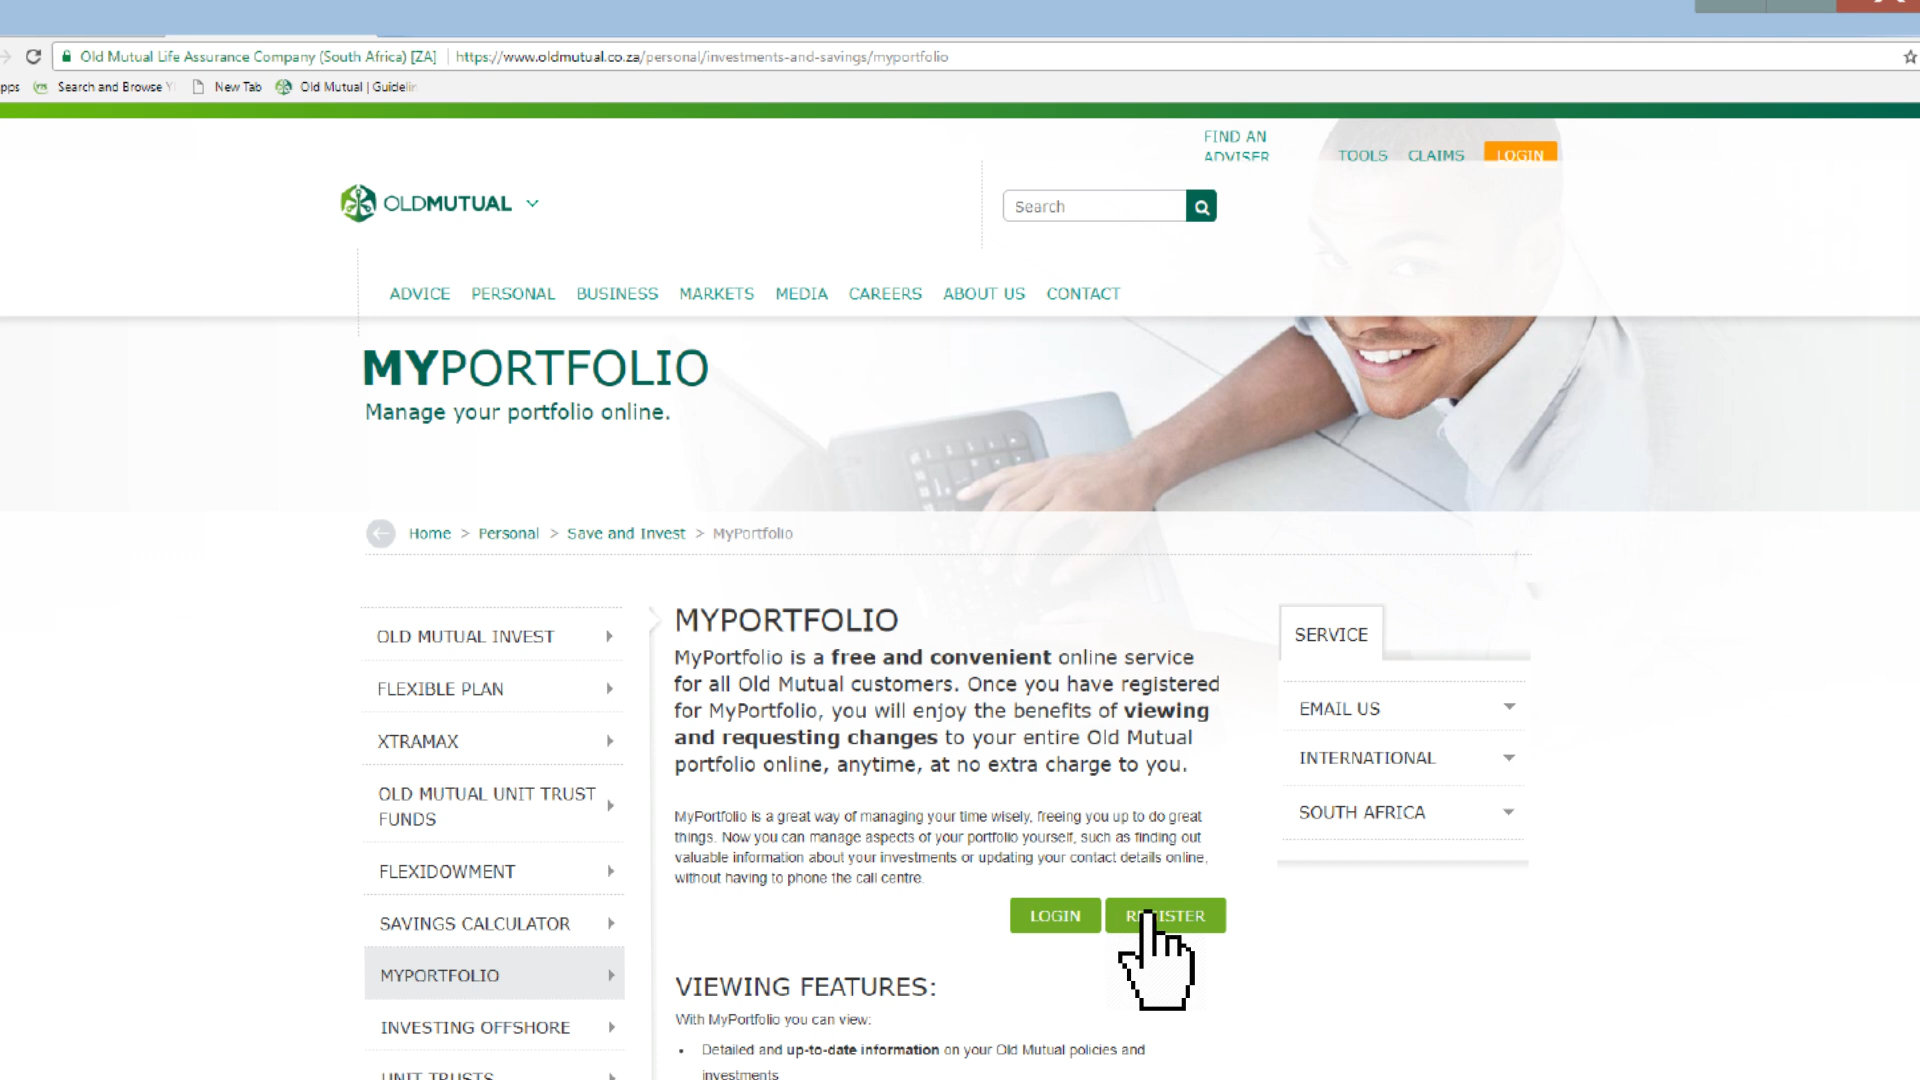 Old Mutual Life Assurance Company (South Africa) [ZA] https://www.oldmutual.co.za/personal/investments-and-savings/myportfolio
pps Search and Browse New Tab Old Mutual | Guidelin
FIND AN
ADVISER
TOOLS CLAIMS LOGIN
OLDMUTUAL
Search
ADVICE PERSONAL BUSINESS MARKETS MEDIA CAREERS ABOUT US CONTACT
MYPORTFOLIO
Manage your portfolio online.
Home > Personal > Save and Invest > MyPortfolio
OLD MUTUAL INVEST
FLEXIBLE PLAN
XTRAMAX
OLD MUTUAL UNIT TRUST
FUNDS
FLEXIDOWMENT
SAVINGS CALCULATOR
MYPORTFOLIO
INVESTING OFFSHORE
UNIT TRUSTS
MYPORTFOLIO
MyPortfolio is a free and convenient online service
for all Old Mutual customers. Once you have registered
for MyPortfolio, you will enjoy the benefits of viewing
and requesting changes to your entire Old Mutual
portfolio online, anytime, at no extra charge to you.
MyPortfolio is a great way of managing your time wisely, freeing you up to do great
things. Now you can manage aspects of your portfolio yourself, such as finding out
valuable information about your investments or updating your contact details online,
without having to phone the call centre.
LOGIN REGISTER
VIEWING FEATURES:
With MyPortfolio you can view:
• Detailed and up-to-date information on your Old Mutual policies and
investments
SERVICE
EMAIL US
INTERNATIONAL
SOUTH AFRICA